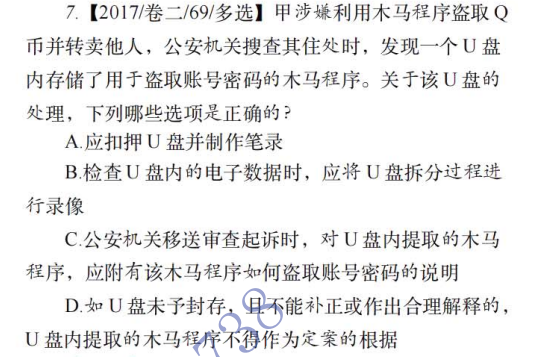 7.【2017/卷二/69/多选】甲涉嫌利用木马程序盗取 Q
币并转卖他人，公安机关搜查其住处时，发现一个 U 盘
内存储了用于盗取账号密码的木马程序。关于该 U 盘的
处理，下列哪些选项是正确的？
A.应扣押 U 盘并制作笔录
B.检查 U 盘内的电子数据时，应将 U 盘拆分过程进
行录像
C.公安机关移送审查起诉时，对 U 盘内提取的木马
程序，应附有该木马程序如何盗取账号密码的说明
D.如 U 盘未予封存，且不能补正或作出合理解释的，
U 盘内提取的木马程序不得作为定案的根据
738